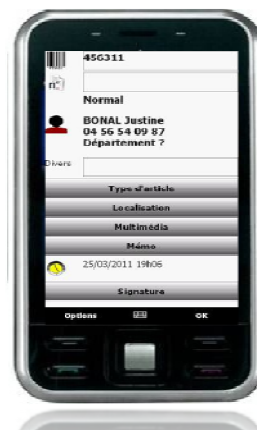 456311
n°
Normal
BONAL Justine
04 56 54 09 87
Département ?
Divers
Type d'article
Localisation
Multimédia
Mémo
25/03/2011 19h06
Signature
Options
OK